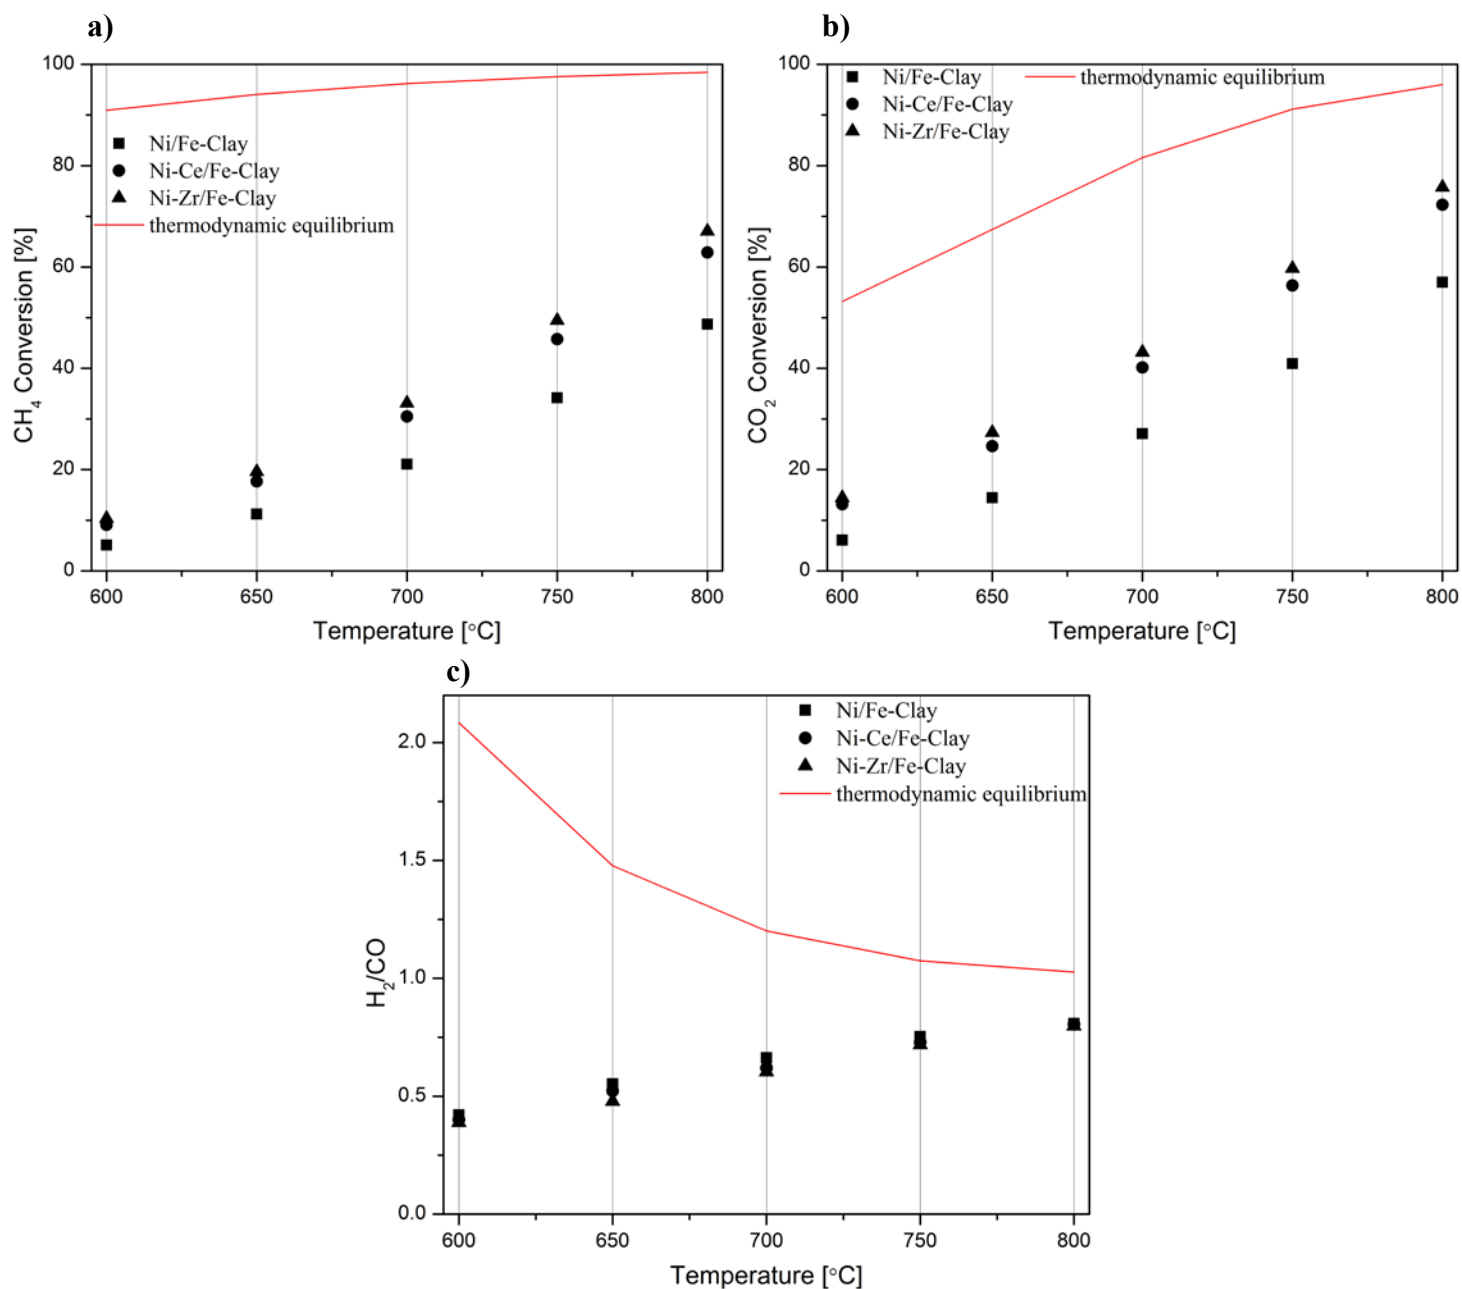 a)
100
80
60
40
20
0
CH4 Conversion [%]
Ni/Fe-Clay
Ni-Ce/Fe-Clay
Ni-Zr/Fe-Clay
thermodynamic equilibrium
600 650 700 750 800
Temperature [°C]
b)
100
80
60
40
20
0
CO2 Conversion [%]
Ni/Fe-Clay
thermodynamic equilibrium
Ni-Ce/Fe-Clay
Ni-Zr/Fe-Clay
600 650 700 750 800
Temperature [°C]
c)
2.0
1.5
1.0
0.5
0.0
H2/CO
Ni/Fe-Clay
Ni-Ce/Fe-Clay
Ni-Zr/Fe-Clay
thermodynamic equilibrium
600 650 700 750 800
Temperature [°C]